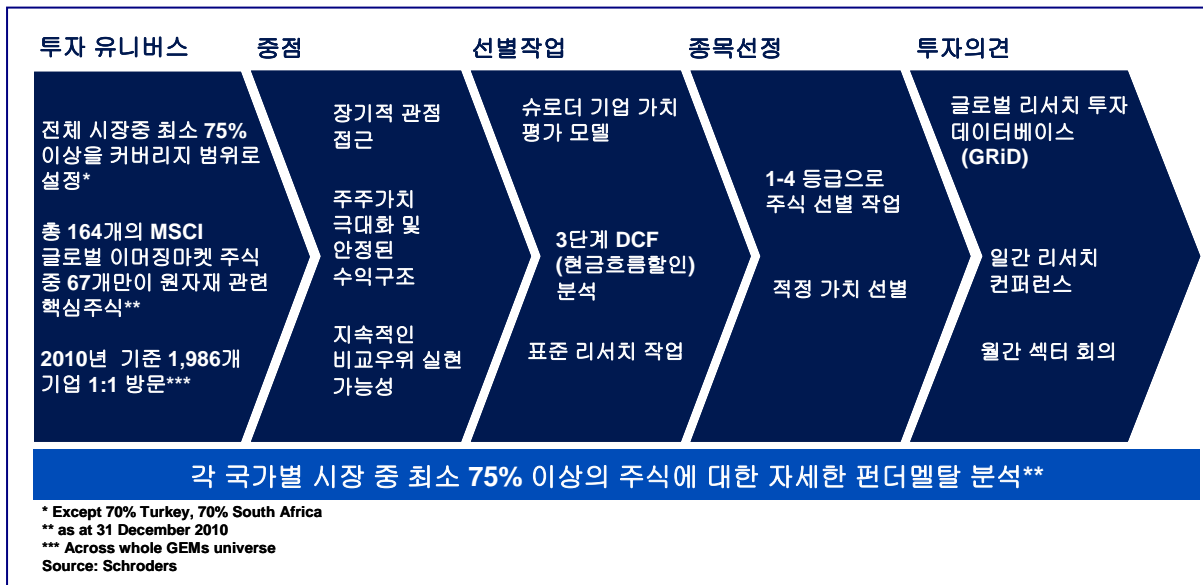 투자 유니버스
전체 시장중 최소 75%
이상을 커버리지 범위로
설정*
총 164개의 MSCI
글로벌 이머징마켓 주식
중 67개만이 원자재 관련
핵심주식**
2010년 기준 1,986개
기업 1:1 방문***
중점
장기적 관점
접근
주주가치
극대화 및
안정된
수익구조
지속적인
비교우위 실현
가능성
선별작업
슈로더 기업 가치
평가 모델
3단계 DCF
(현금흐름할인)
분석
표준 리서치 작업
종목선정
1-4 등급으로
주식 선별 작업
적정 가치 선별
투자의견
글로벌 리서치 투자
데이터베이스
(GRiD)
일간 리서치
컨퍼런스
월간 섹터 회의
각 국가별 시장 중 최소 75% 이상의 주식에 대한 자세한 펀더멜탈 분석**
* Except 70% Turkey, 70% South Africa
** as at 31 December 2010
*** Across whole GEMs universe
Source: Schroders